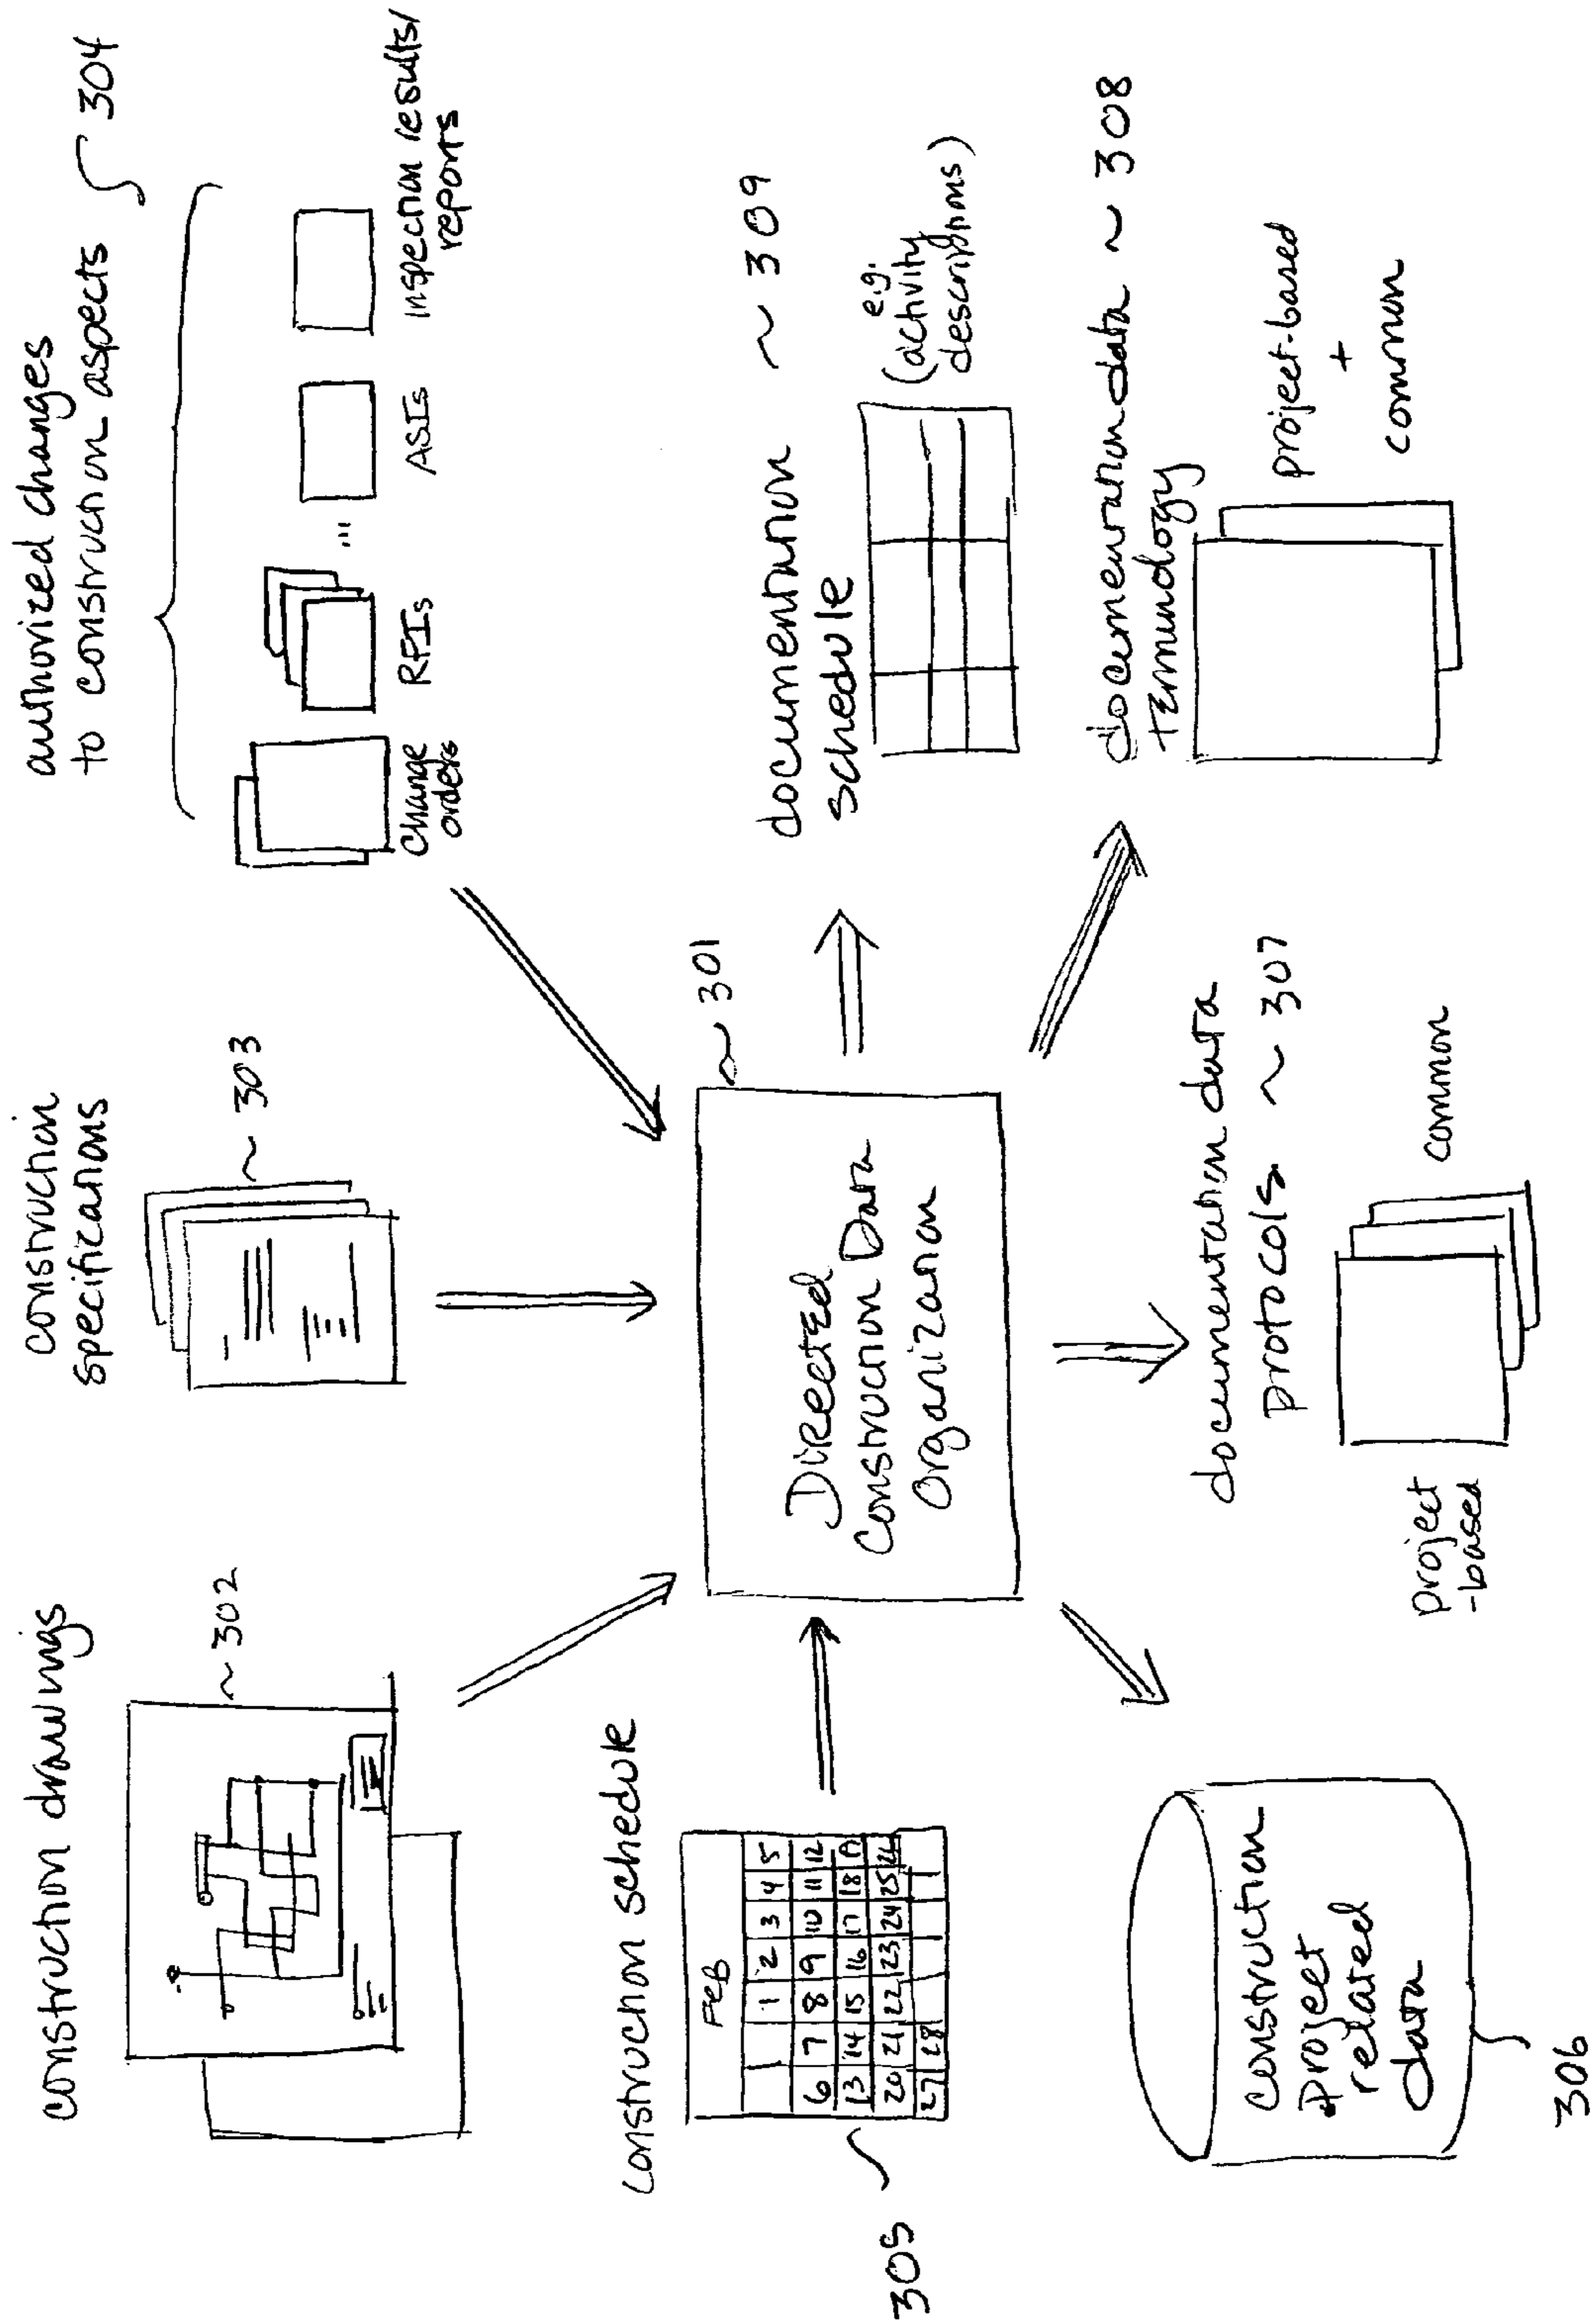 construction drawings
~ 302
construction
specifications
~ 303
authorized changes
to construction aspects
304
change
orders
RFIs
...
ASIs
inspection results/
reports
construction schedule
FEB
1 2 3 4 5
6 7 8 9 10 11 12
13 14 15 16 17 18 19
20 21 22 23 24 25 26
27 28
305
Directed
Construction Data
Organization
~ 301
documentation
schedule
~ 309
e.g.
(activity
descriptions)
documentation data ~ 308
terminology
project-based
+
common
documentation data
protocols ~ 307
project
-based
common
construction
project
related
data
306